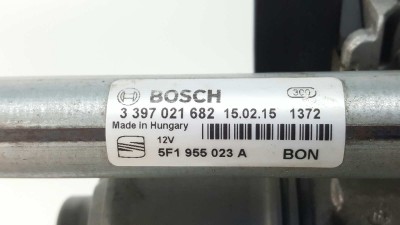 BOSCH
3 397 021 682 15.02.15 1372
Made in Hungary
12V
5F1 955 023 A BON